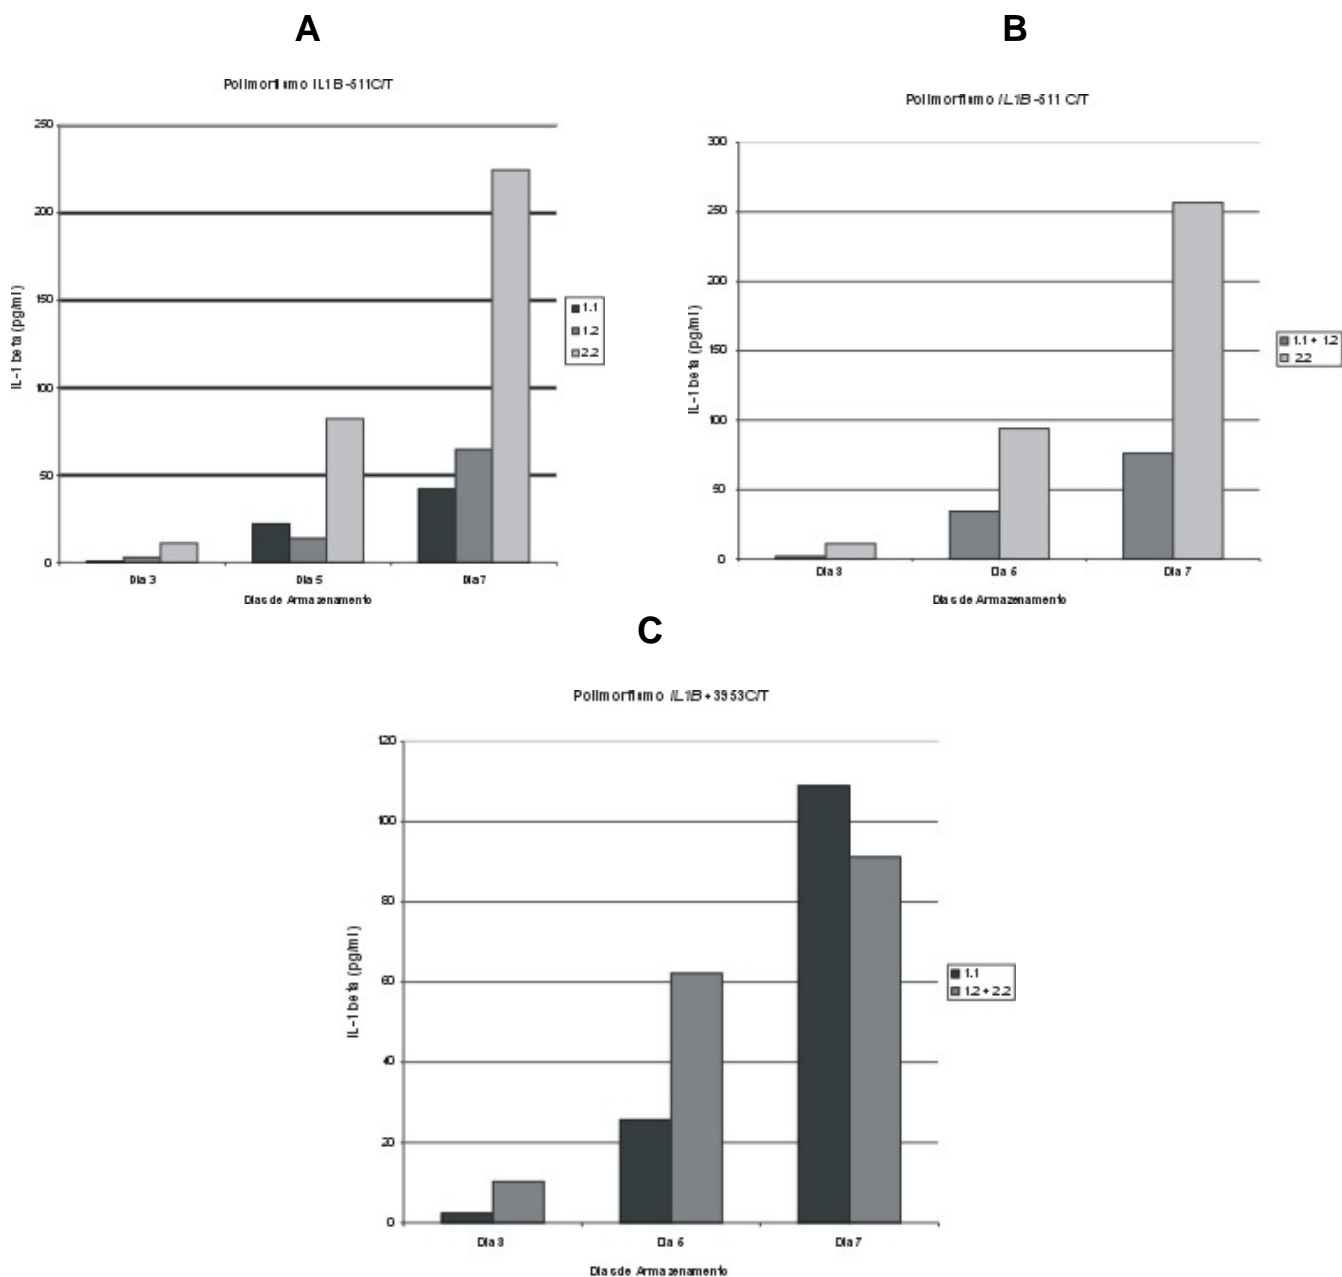 A
B
Polimorfismo IL1B-511C/T
Polimorfismo IL1B-511 C/T
250
200
150
100
50
0
IL-1 beta (pg/ml)
1.1
1.2
2.2
Dia 3
Dia 5
Dia 7
Dias de Armazenamento
300
250
200
150
100
50
0
IL-1 beta (pg/ml)
1.1 + 1.2
2.2
Dia 3
Dia 5
Dia 7
Dias de Armazenamento
C
Polimorfismo IL1B+3953C/T
120
100
80
60
40
20
0
IL-1 beta (pg/ml)
1.1
1.2 + 2.2
Dia 3
Dia 5
Dia 7
Dias de Armazenamento